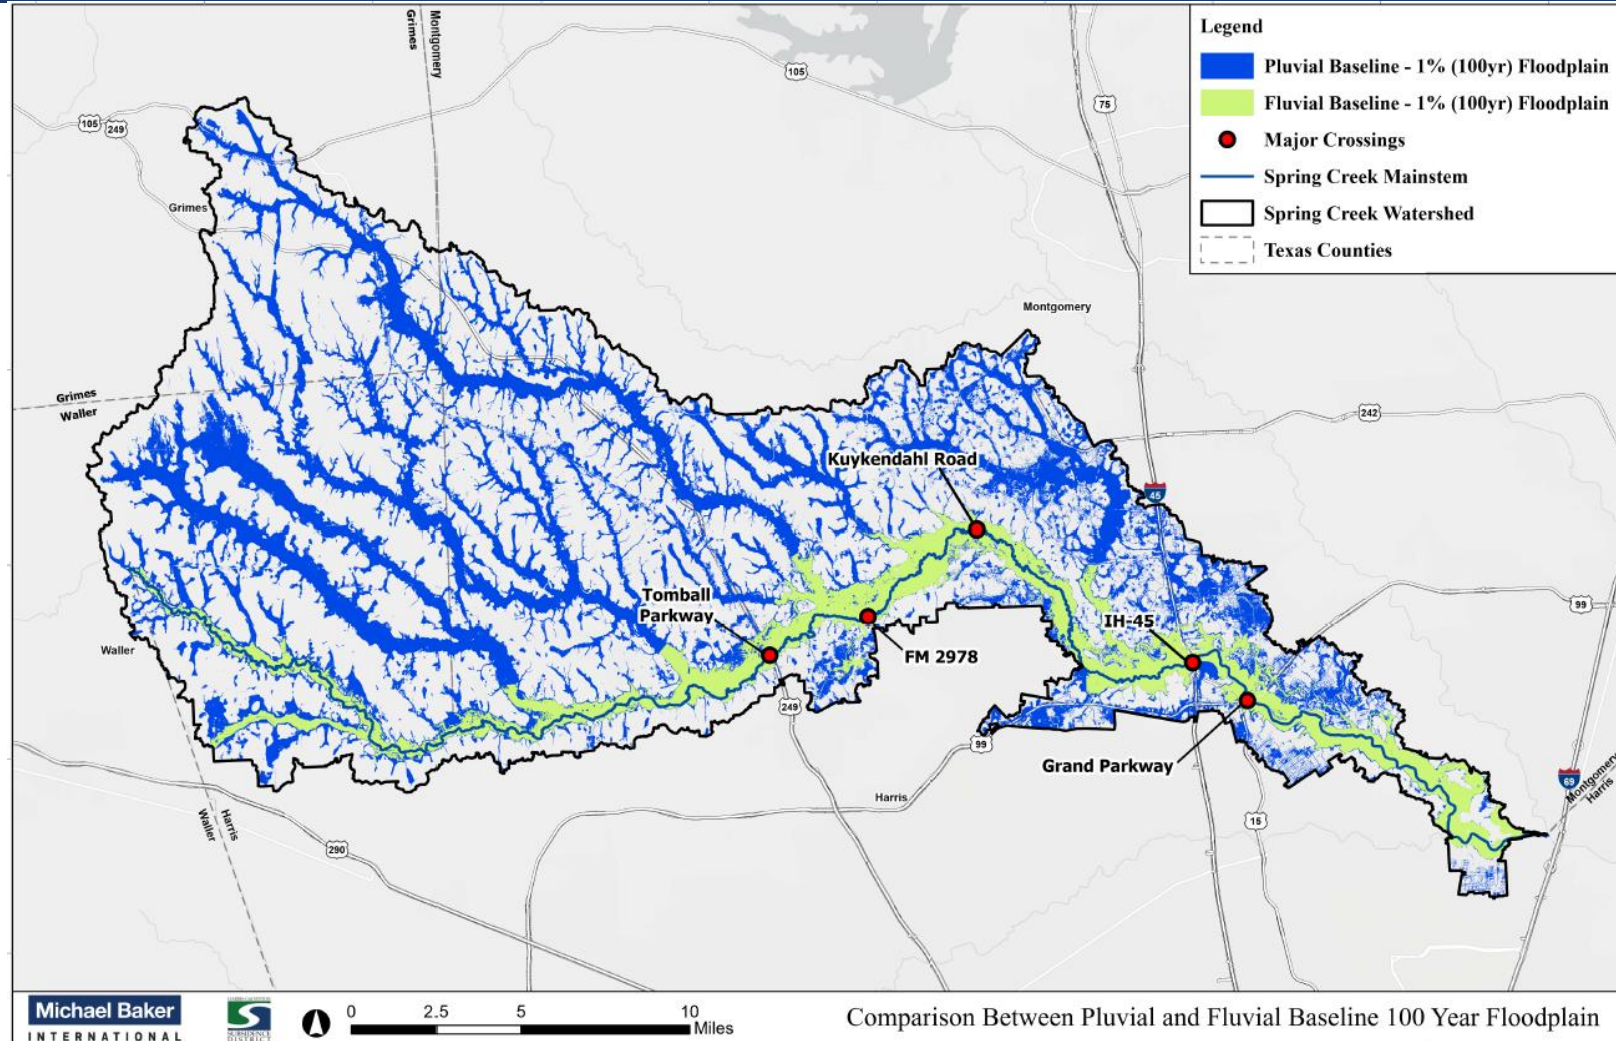 Legend
Pluvial Baseline - 1% (100yr) Floodplain
Fluvial Baseline - 1% (100yr) Floodplain
Major Crossings
Spring Creek Mainstem
Spring Creek Watershed
Texas Counties
Grimes
Montgomery
105
75
105
249
Grimes
Montgomery
Grimes
Waller
242
Kuykendahl Road
45
99
Tomball
Parkway
IH-45
Waller
FM 2978
249
99
Grand Parkway
69
Montgomery
Harris
Harris
15
Waller
Harris
290
Michael Baker
INTERNATIONAL
SUBSIDENCE
DISTRICT
0 2.5 5 10
Miles
Comparison Between Pluvial and Fluvial Baseline 100 Year Floodplain